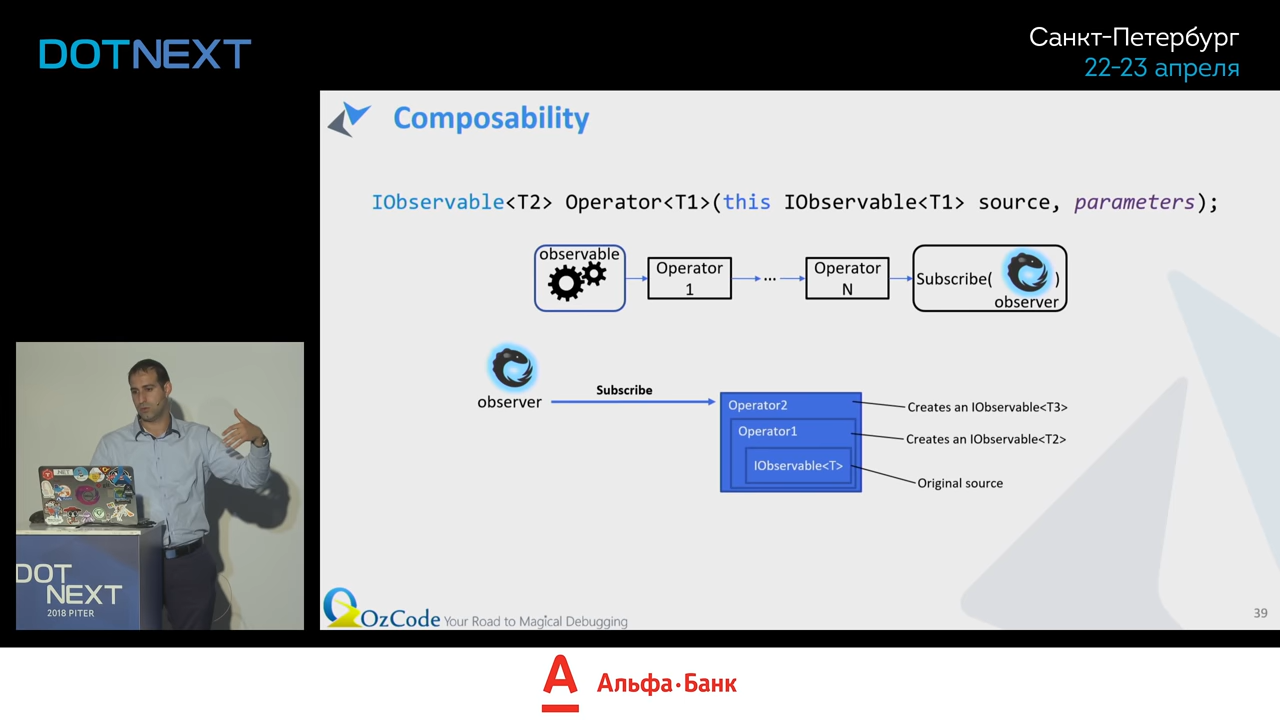 DOTNEXT
Санкт-Петербург
22-23 апреля
Composability
IObservable<T2> Operator<T1>(this IObservable<T1> source, parameters);
observable
Operator
1
...
Operator
N
Subscribe( )
observer
observer
Subscribe
Operator2
Operator1
IObservable<T>
Creates an IObservable<T3>
Creates an IObservable<T2>
Original source
.NET
DOT
NEXT
2018 PITER
OzCode Your Road to Magical Debugging
39
Альфа·Банк